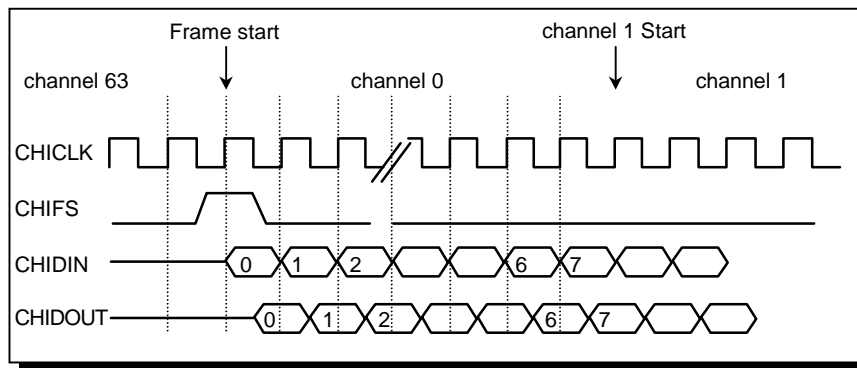 Frame start channel 1 Start
channel 63 channel 0 channel 1
CHICLK
CHIFS
CHIDIN 0 1 2 6 7
CHIDOUT 0 1 2 6 7